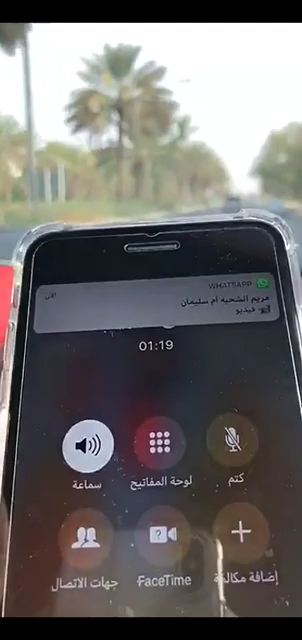 WHATSAPP
الآن
مريم الشحيه أم سليمان
فيديو
01:19
كتم
لوحة المفاتيح
سماعة
إضافة مكالمة
FaceTime
جهات الاتصال